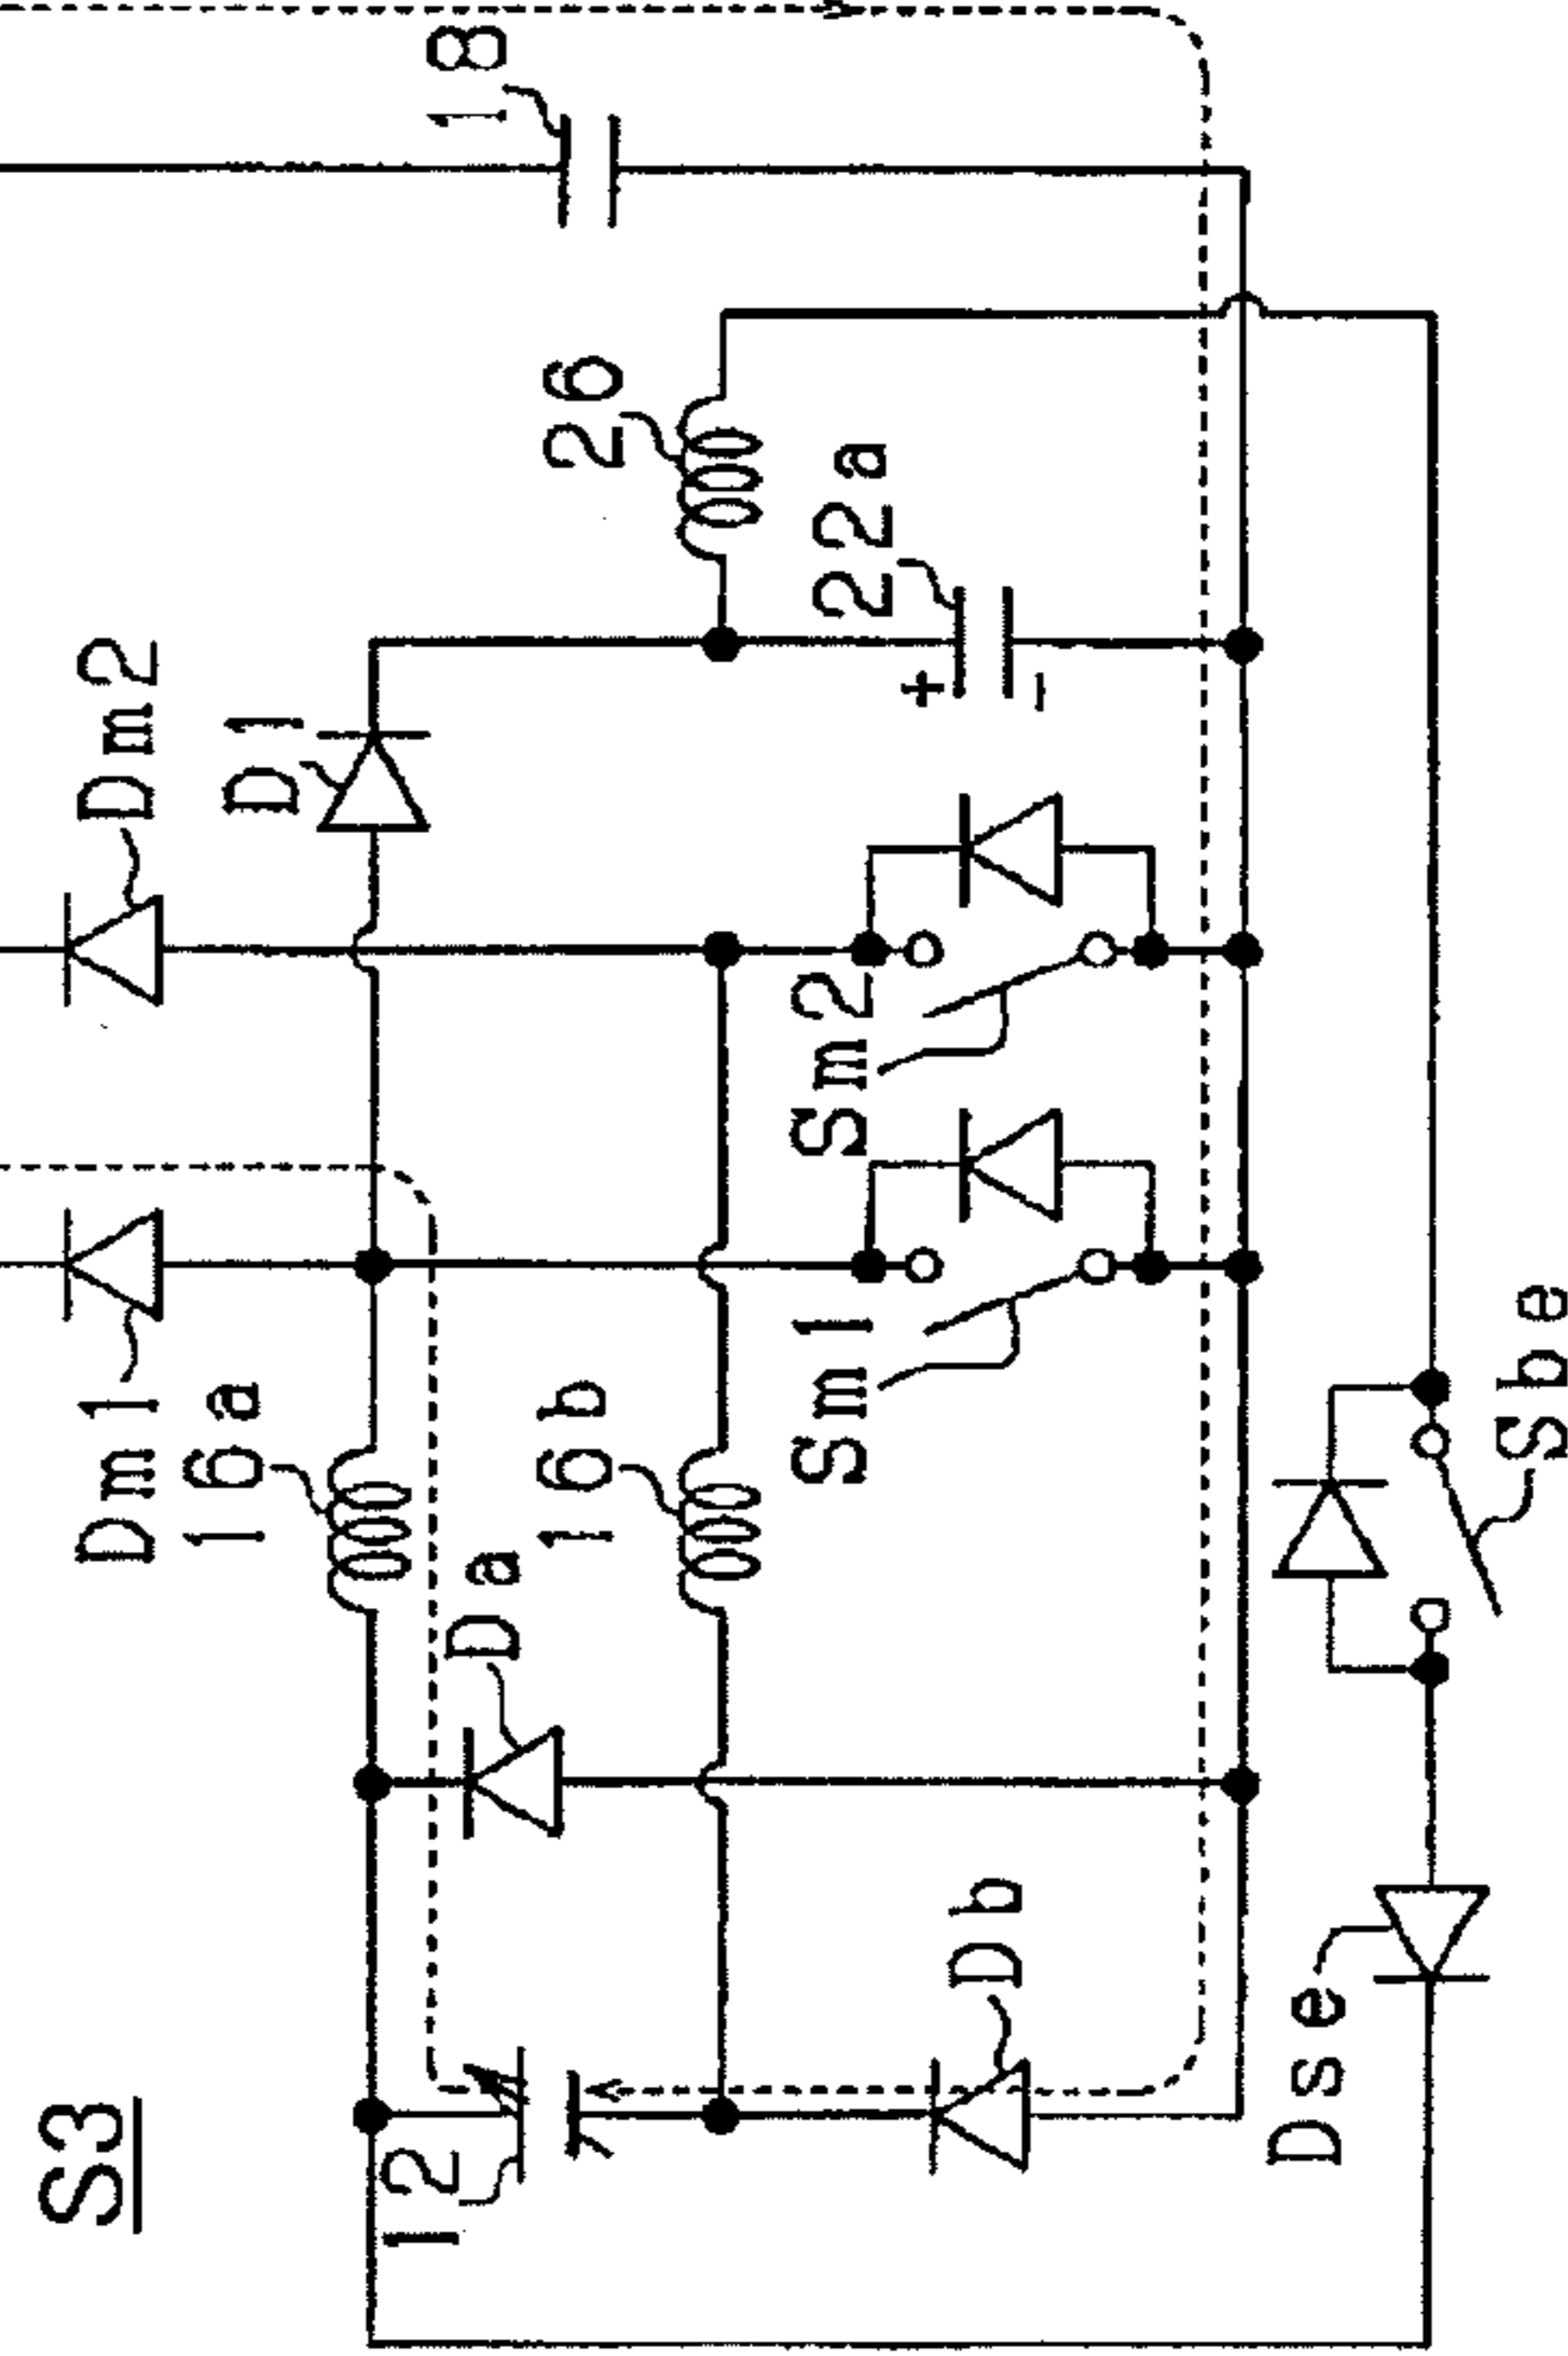 S3
12
Dm1
16a
Da
16b
Db
Dm2
D1
Sm1
Sm2
26
22a
+
−
18
Dse
Sbe